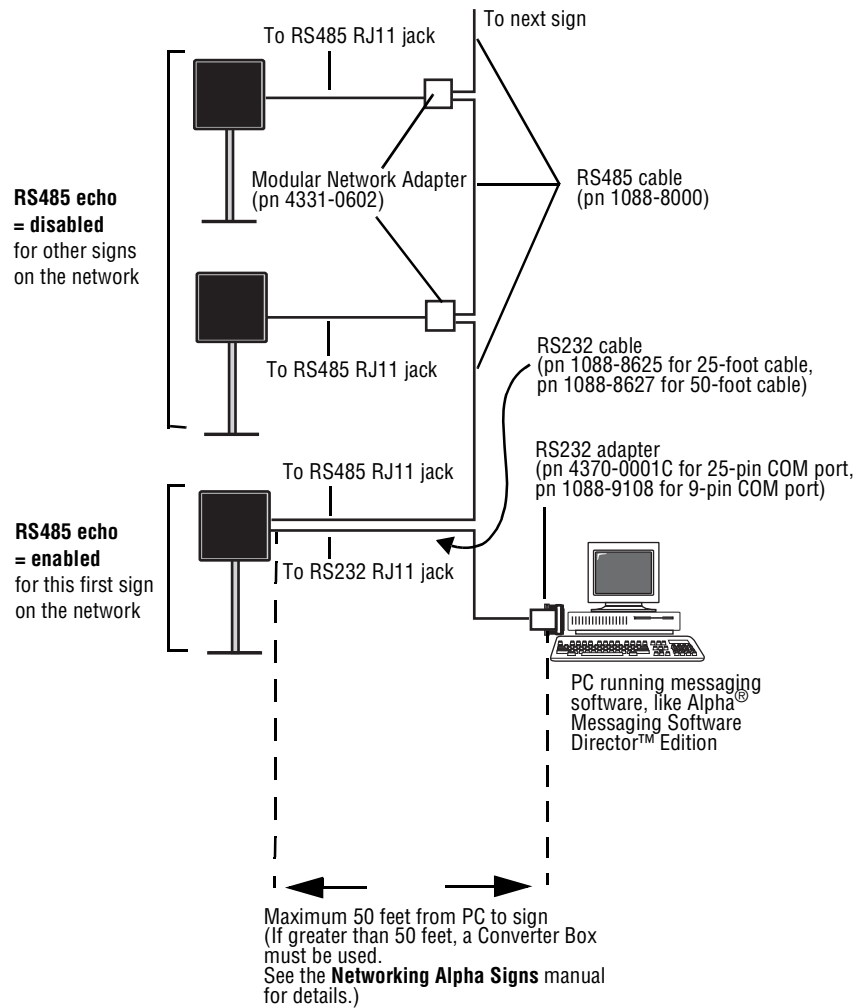 To next sign
To RS485 RJ11 jack
Modular Network Adapter
(pn 4331-0602)
RS485 cable
(pn 1088-8000)
RS485 echo
= disabled
for other signs
on the network
To RS485 RJ11 jack
RS232 cable
(pn 1088-8625 for 25-foot cable,
pn 1088-8627 for 50-foot cable)
RS232 adapter
(pn 4370-0001C for 25-pin COM port,
pn 1088-9108 for 9-pin COM port)
To RS485 RJ11 jack
RS485 echo
= enabled
for this first sign
on the network
To RS232 RJ11 jack
PC running messaging
software, like Alpha®
Messaging Software
Director™ Edition
Maximum 50 feet from PC to sign
(If greater than 50 feet, a Converter Box
must be used.
See the Networking Alpha Signs manual
for details.)